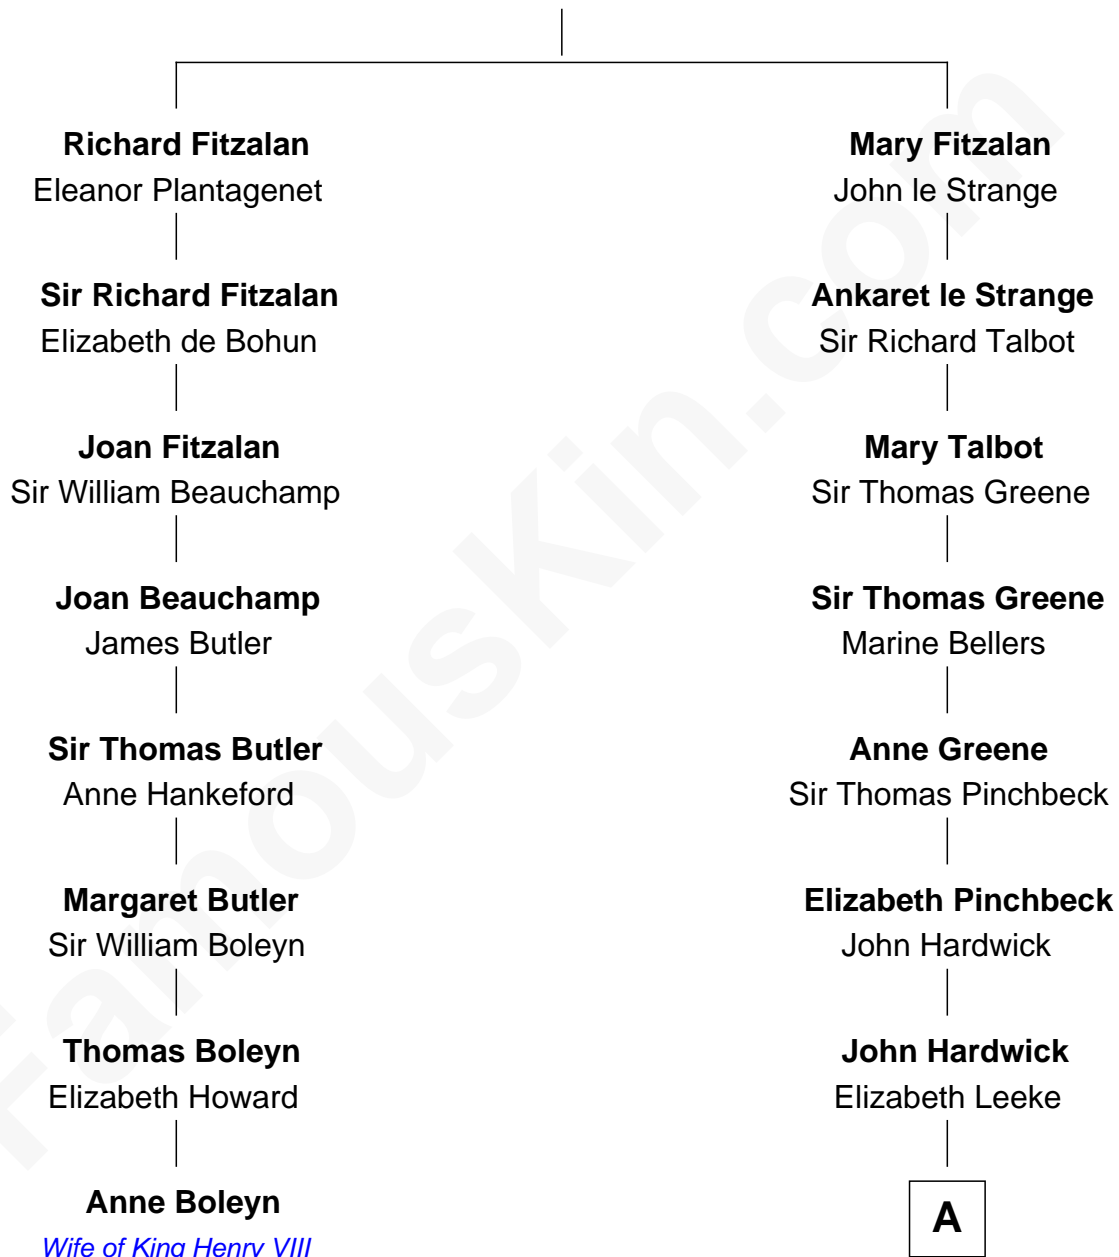 Richard Fitzalan
Eleanor Plantagenet
Sir Richard Fitzalan
Elizabeth de Bohun
Joan Fitzalan
Sir William Beauchamp
Joan Beauchamp
James Butler
Sir Thomas Butler
Anne Hankeford
Margaret Butler
Sir William Boleyn
Thomas Boleyn
Elizabeth Howard
Anne Boleyn
Wife of King Henry VIII
Mary Fitzalan
John le Strange
Ankaret le Strange
Sir Richard Talbot
Mary Talbot
Sir Thomas Greene
Sir Thomas Greene
Marine Bellers
Anne Greene
Sir Thomas Pinchbeck
Elizabeth Pinchbeck
John Hardwick
John Hardwick
Elizabeth Leeke
A
FamousKin.com